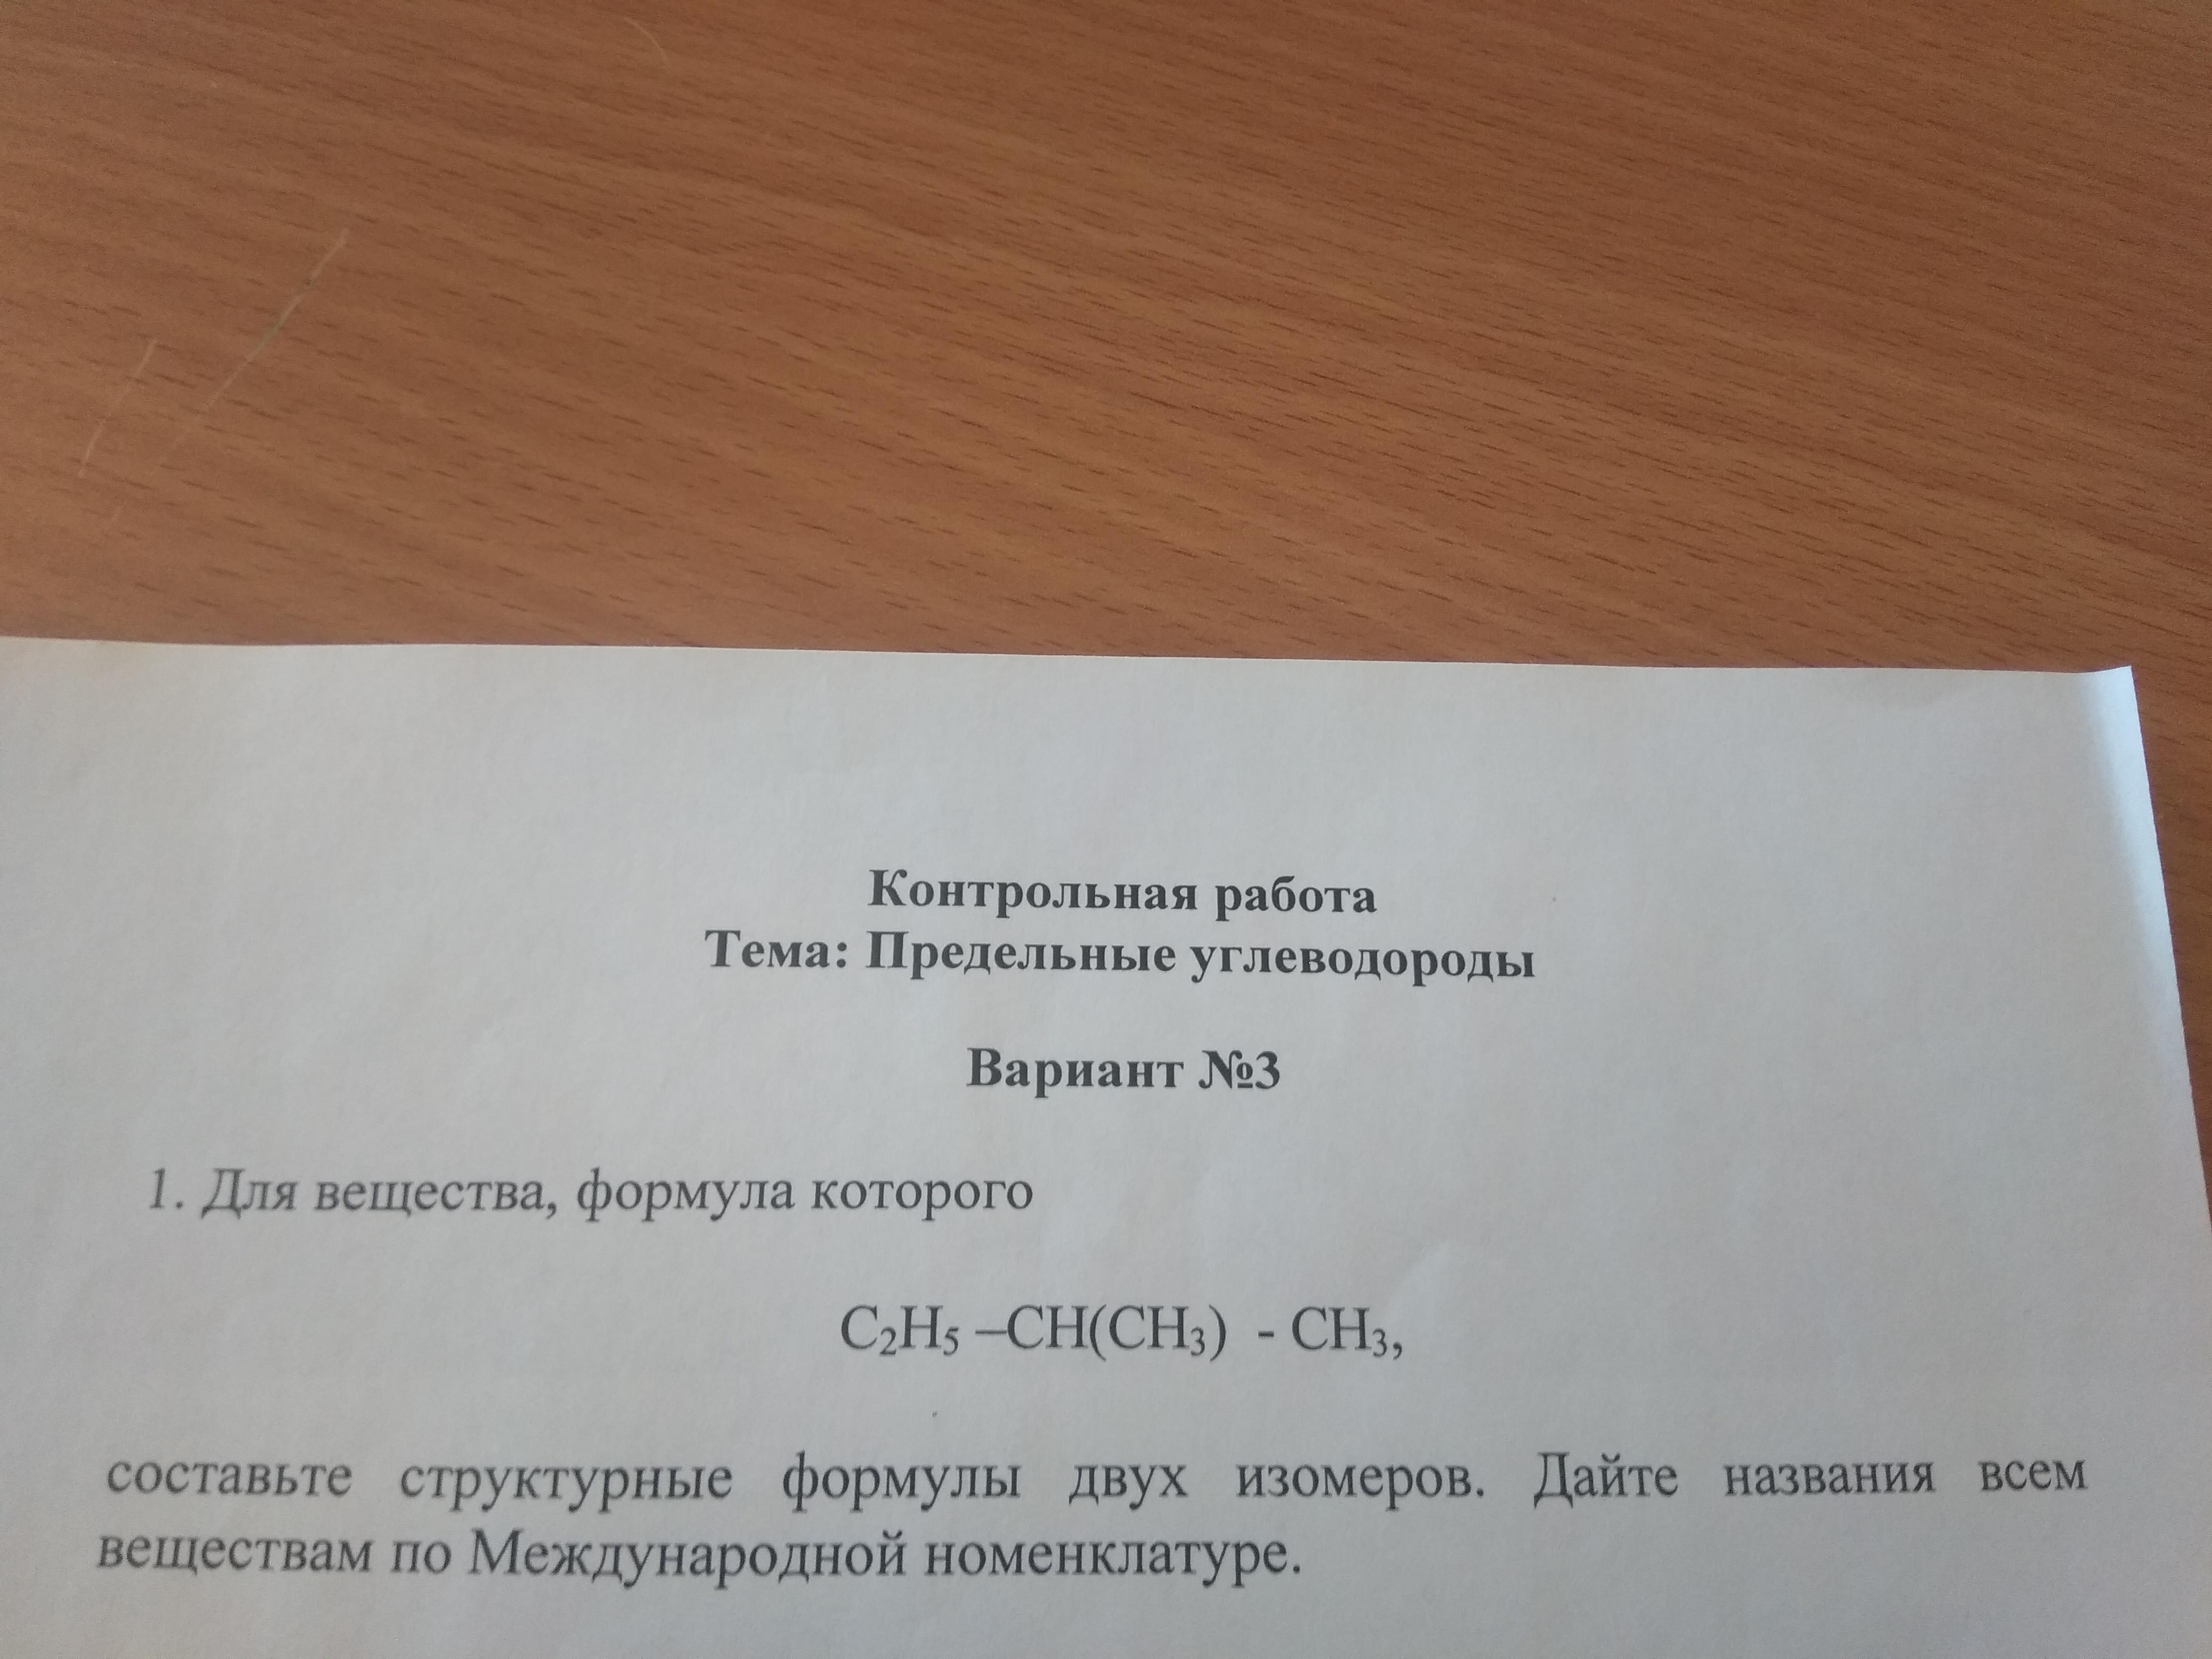 Контрольная работа
Тема: Предельные углеводороды
Вариант №3
1. Для вещества, формула которого
C₂H₅ –CH(CH₃) - CH₃,
составьте структурные формулы двух изомеров. Дайте названия всем
веществам по Международной номенклатуре.